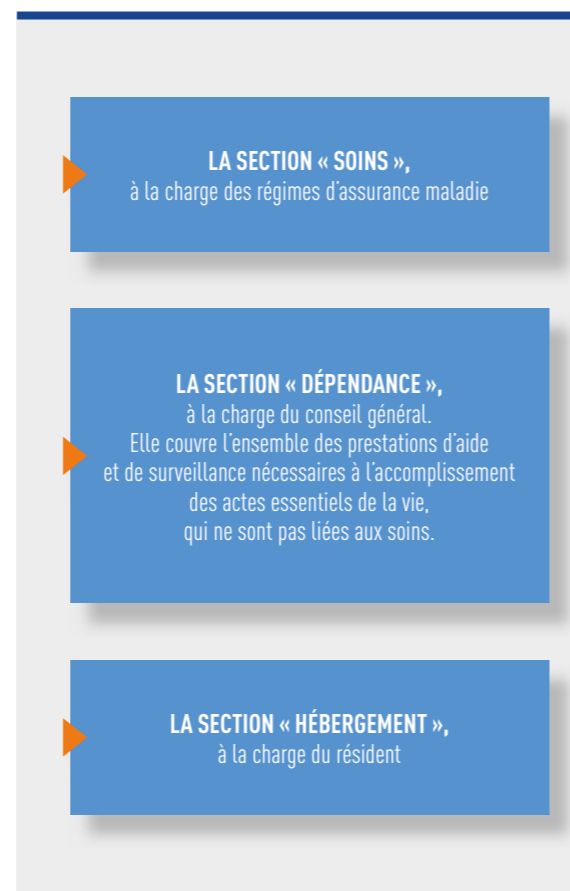 LA SECTION « SOINS »,
à la charge des régimes d'assurance maladie
LA SECTION « DÉPENDANCE »,
à la charge du conseil général.
Elle couvre l'ensemble des prestations d'aide
et de surveillance nécessaires à l'accomplissement
des actes essentiels de la vie,
qui ne sont pas liées aux soins.
LA SECTION « HÉBERGEMENT »,
à la charge du résident